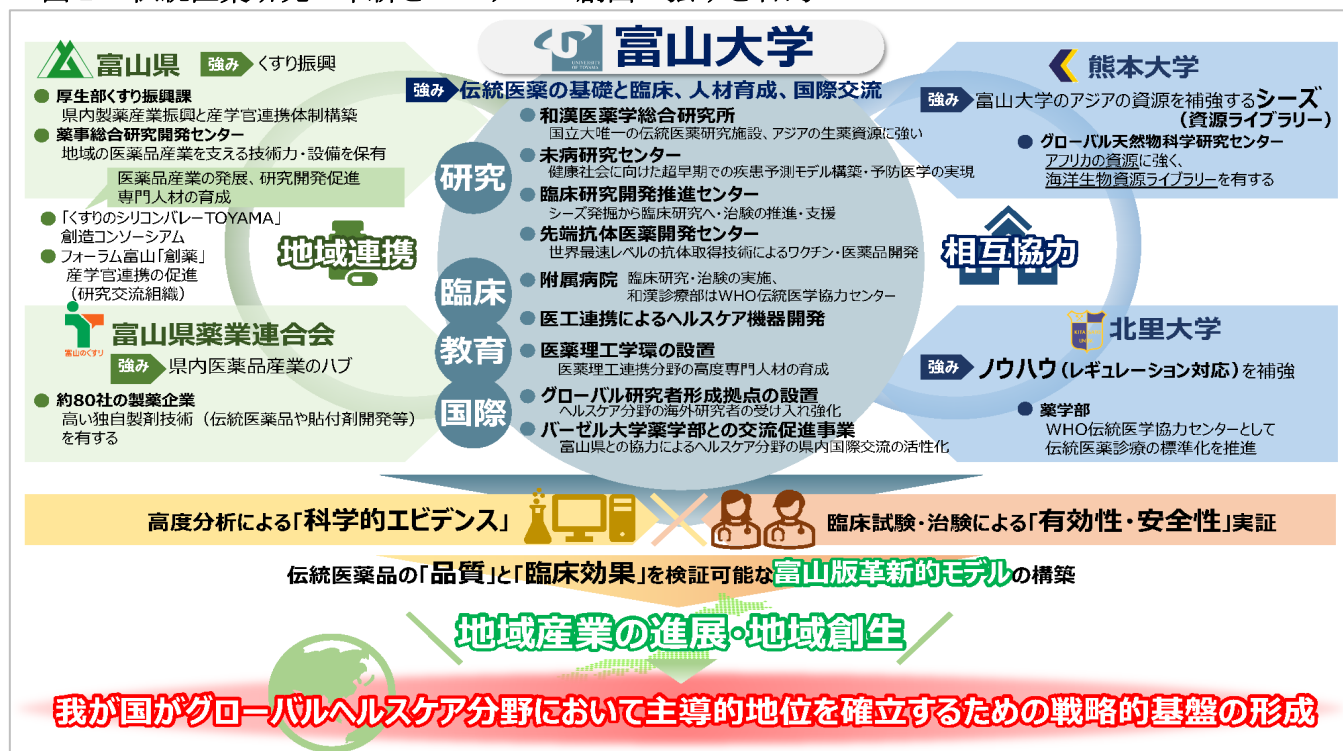 富山県 強み くすり振興
● 厚生部くすり振興課
県内製薬産業振興と産学官連携体制構築
● 薬事総合研究開発センター
地域の医薬品産業を支える技術力・設備を保有
医薬品産業の発展、研究開発促進
専門人材の育成
● 「くすりのシリコンバレーTOYAMA」
創造コンソーシアム
● フォーラム富山「創薬」
産学官連携の促進
(研究交流組織)
地域連携
富山のくすり
富山県薬業連合会
強み 県内医薬品産業のハブ
● 約80社の製薬企業
高い独自製剤技術(伝統医薬品や貼付剤開発等)
を有する
UNIVERSITY
OF TOYAMA
富山大学
強み 伝統医薬の基礎と臨床、人材育成、国際交流
研究
● 和漢医薬学総合研究所
国立大唯一の伝統医薬研究施設、アジアの生薬資源に強い
● 未病研究センター
健康社会に向けた超早期での疾患予測モデル構築・予防医学の実現
● 臨床研究開発推進センター
シーズ発掘から臨床研究へ・治験の推進・支援
● 先端抗体医薬開発センター
世界最速レベルの抗体取得技術によるワクチン・医薬品開発
臨床
● 附属病院 臨床研究・治験の実施、
和漢診療部はWHO伝統医学協力センター
● 医工連携によるヘルスケア機器開発
教育
● 医薬理工学環の設置
医薬理工連携分野の高度専門人材の育成
国際
● グローバル研究者形成拠点の設置
ヘルスケア分野の海外研究者の受け入れ強化
● バーゼル大学薬学部との交流促進事業
富山県との協力によるヘルスケア分野の県内国際交流の活性化
熊本大学
強み 富山大学のアジアの資源を補強するシーズ
(資源ライブラリー)
● グローバル天然物科学研究センター
アフリカの資源に強く、
海洋生物資源ライブラリーを有する
相互協力
北里大学
強み ノウハウ(レギュレーション対応)を補強
● 薬学部
WHO伝統医学協力センターとして
伝統医薬診療の標準化を推進
高度分析による「科学的エビデンス」
臨床試験・治験による「有効性・安全性」実証
伝統医薬品の「品質」と「臨床効果」を検証可能な富山版革新的モデルの構築
地域産業の進展・地域創生
我が国がグローバルヘルスケア分野において主導的地位を確立するための戦略的基盤の形成